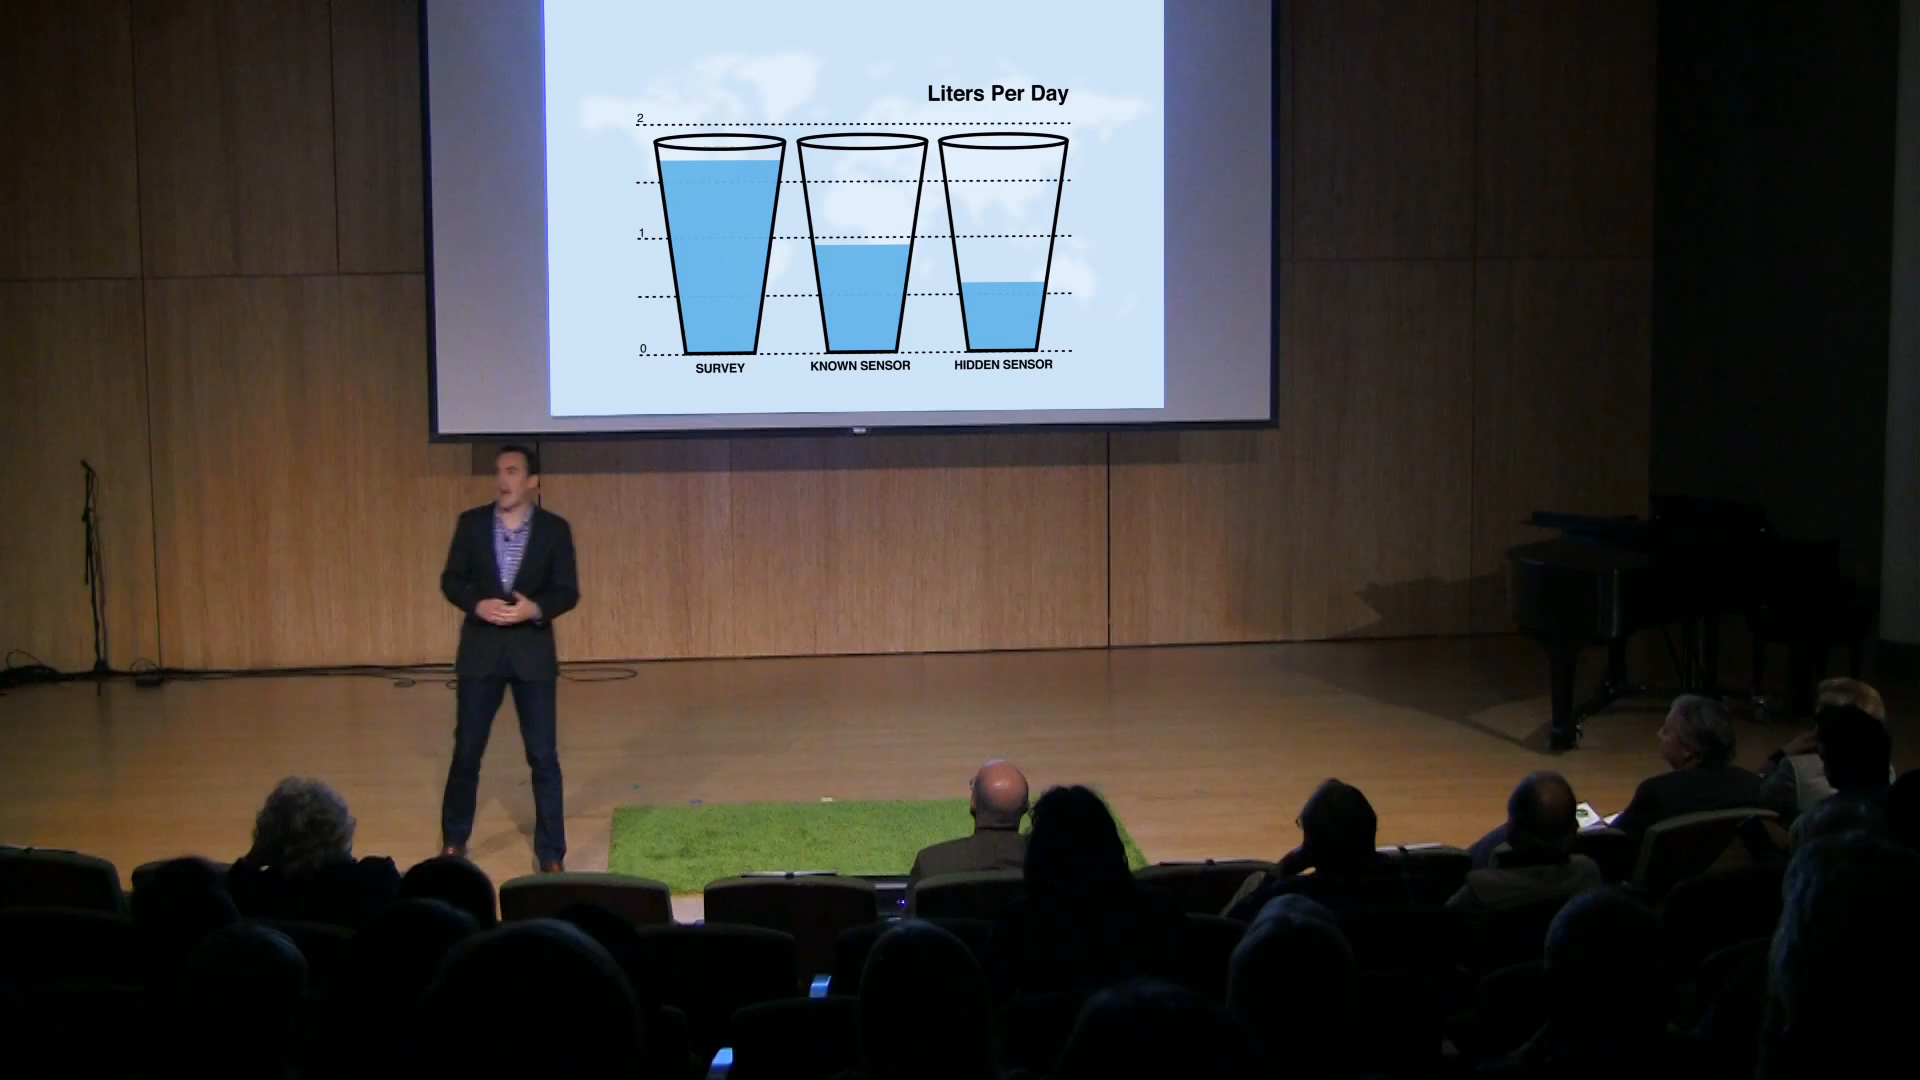 Liters Per Day
2
1
0
SURVEY
KNOWN SENSOR
HIDDEN SENSOR